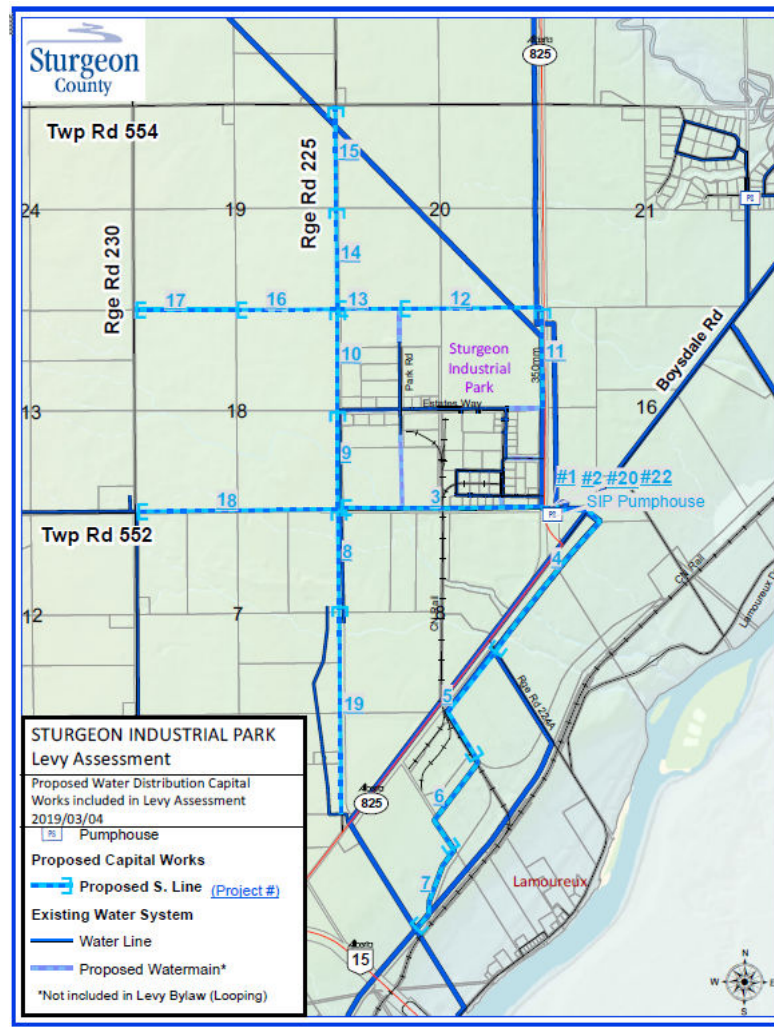 Sturgeon
County
Alberta
825
Twp Rd 554
Rge Rd 225
15
24
19
20
21
PS
Rge Rd 230
14
17
16
13
12
Boysdale Rd
10
Park Rd
Sturgeon
Industrial
Park
350mm
11
Estates Way
13
18
16
9
#1 #2 #20 #22
18
3
SIP Pumphouse
PS
Twp Rd 552
8
4
CN Rail
Lamoureux D
12
7
8
CN Rail
Rge Rd 224A
19
5
STURGEON INDUSTRIAL PARK
Levy Assessment
Proposed Water Distribution Capital
Works included in Levy Assessment
2019/03/04
PS Pumphouse
Proposed Capital Works
Proposed S. Line (Project #)
Existing Water System
Water Line
Proposed Watermain*
*Not included in Levy Bylaw (Looping)
Alberta
825
6
7
Lamoureux
Alberta
15
N
W
E
S